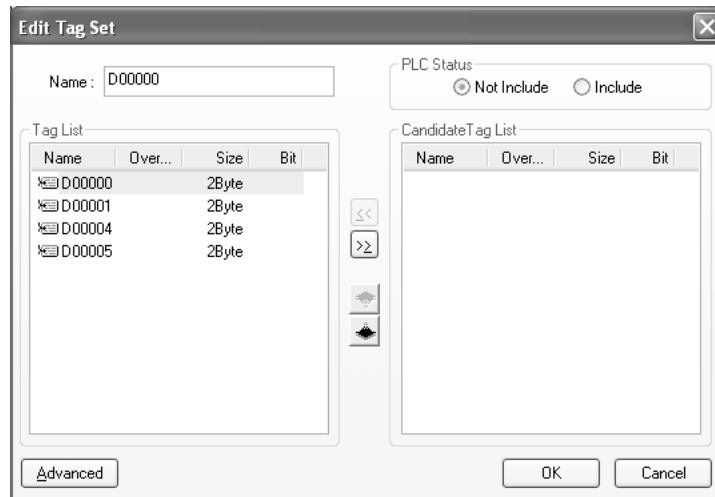 Edit Tag Set
Name : D00000
PLC Status
Not Include Include
Tag List
Name Over... Size Bit
D00000 2Byte
D00001 2Byte
D00004 2Byte
D00005 2Byte
<<
>>
CandidateTag List
Name Over... Size Bit
Advanced
OK
Cancel